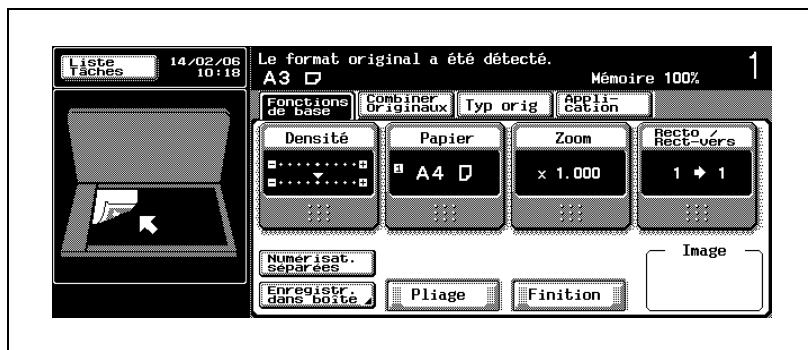 Liste
Tâches
14/02/06
10:18
Le format original a été détecté.
A3
Mémoire 100%
1
Fonctions
de base
Combiner
Originaux
Typ orig
Appli-
cation
Densité
Papier
Zoom
Recto /
Rect-vers
1 A4
× 1.000
1 ➔ 1
Numérisat.
séparées
Enregistr.
dans boîte
Pliage
Finition
Image